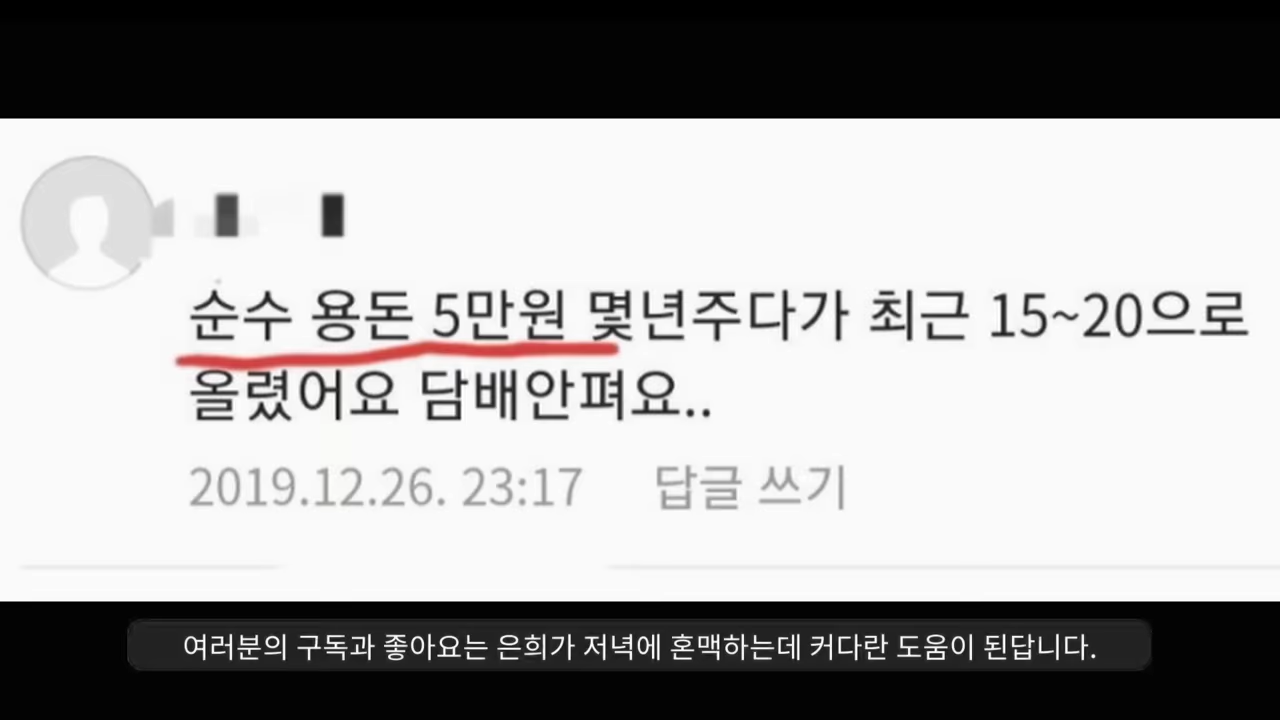 순수 용돈 5만원 몇년주다가 최근 15~20으로
올렸어요 담배안펴요..
2019.12.26. 23:17 답글 쓰기
여러분의 구독과 좋아요는 은희가 저녁에 혼맥하는데 커다란 도움이 된답니다.